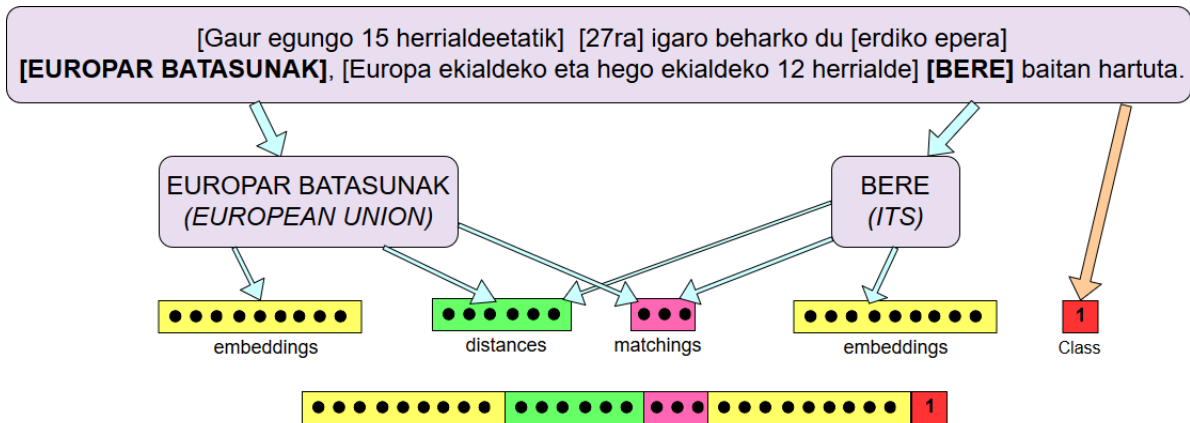 [Gaur egungo 15 herrialdeetatik] [27ra] igaro beharko du [erdiko epera]
[EUROPAR BATASUNAK], [Europa ekialdeko eta hego ekialdeko 12 herrialde] [BERE] baitan hartuta.
EUROPAR BATASUNAK
(EUROPEAN UNION)
BERE
(ITS)
1
embeddings
distances
matchings
embeddings
Class
1